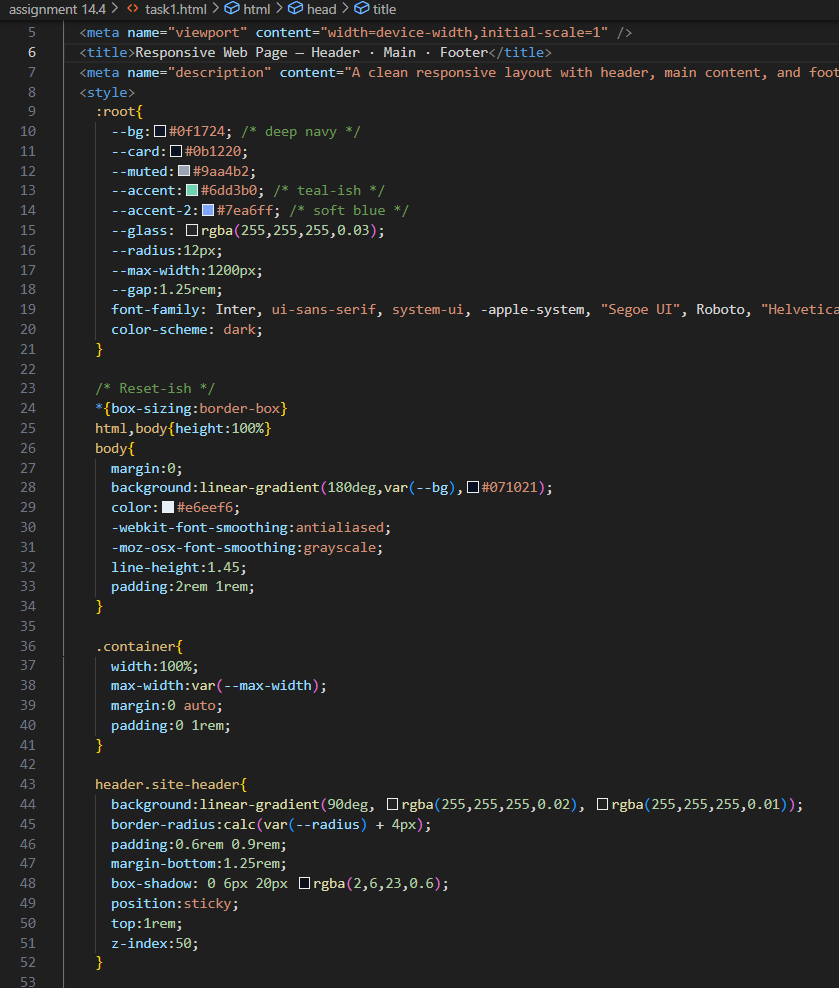 assignment 14.4 > <> task1.html > html > head > title
5 <meta name="viewport" content="width=device-width,initial-scale=1" />
6 <title>Responsive Web Page — Header · Main · Footer</title>
7 <meta name="description" content="A clean responsive layout with header, main content, and foot
8 <style>
9 :root{
10 --bg:#0f1724; /* deep navy */
11 --card:#0b1220;
12 --muted:#9aa4b2;
13 --accent:#6dd3b0; /* teal-ish */
14 --accent-2:#7ea6ff; /* soft blue */
15 --glass: rgba(255,255,255,0.03);
16 --radius:12px;
17 --max-width:1200px;
18 --gap:1.25rem;
19 font-family: Inter, ui-sans-serif, system-ui, -apple-system, "Segoe UI", Roboto, "Helvetica
20 color-scheme: dark;
21 }
22
23 /* Reset-ish */
24 *{box-sizing:border-box}
25 html,body{height:100%}
26 body{
27 margin:0;
28 background:linear-gradient(180deg,var(--bg),#071021);
29 color:#e6eef6;
30 -webkit-font-smoothing:antialiased;
31 -moz-osx-font-smoothing:grayscale;
32 line-height:1.45;
33 padding:2rem 1rem;
34 }
35
36 .container{
37 width:100%;
38 max-width:var(--max-width);
39 margin:0 auto;
40 padding:0 1rem;
41 }
42
43 header.site-header{
44 background:linear-gradient(90deg, rgba(255,255,255,0.02), rgba(255,255,255,0.01));
45 border-radius:calc(var(--radius) + 4px);
46 padding:0.6rem 0.9rem;
47 margin-bottom:1.25rem;
48 box-shadow: 0 6px 20px rgba(2,6,23,0.6);
49 position:sticky;
50 top:1rem;
51 z-index:50;
52 }
53